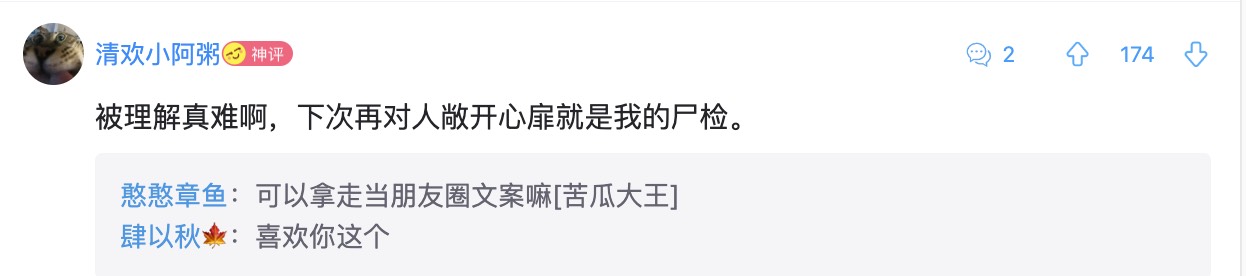 清欢小阿粥 神评 2 174
被理解真难啊，下次再对人敞开心扉就是我的尸检。
憨憨章鱼：可以拿走当朋友圈文案嘛[苦瓜大王]
肆以秋🍁：喜欢你这个